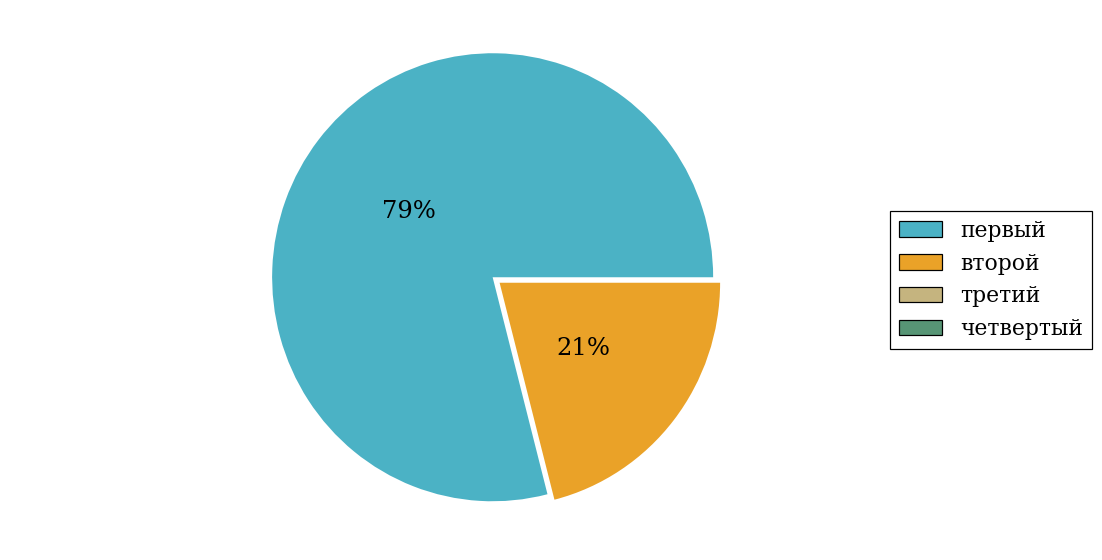 79%
21%
первый
второй
третий
четвертый